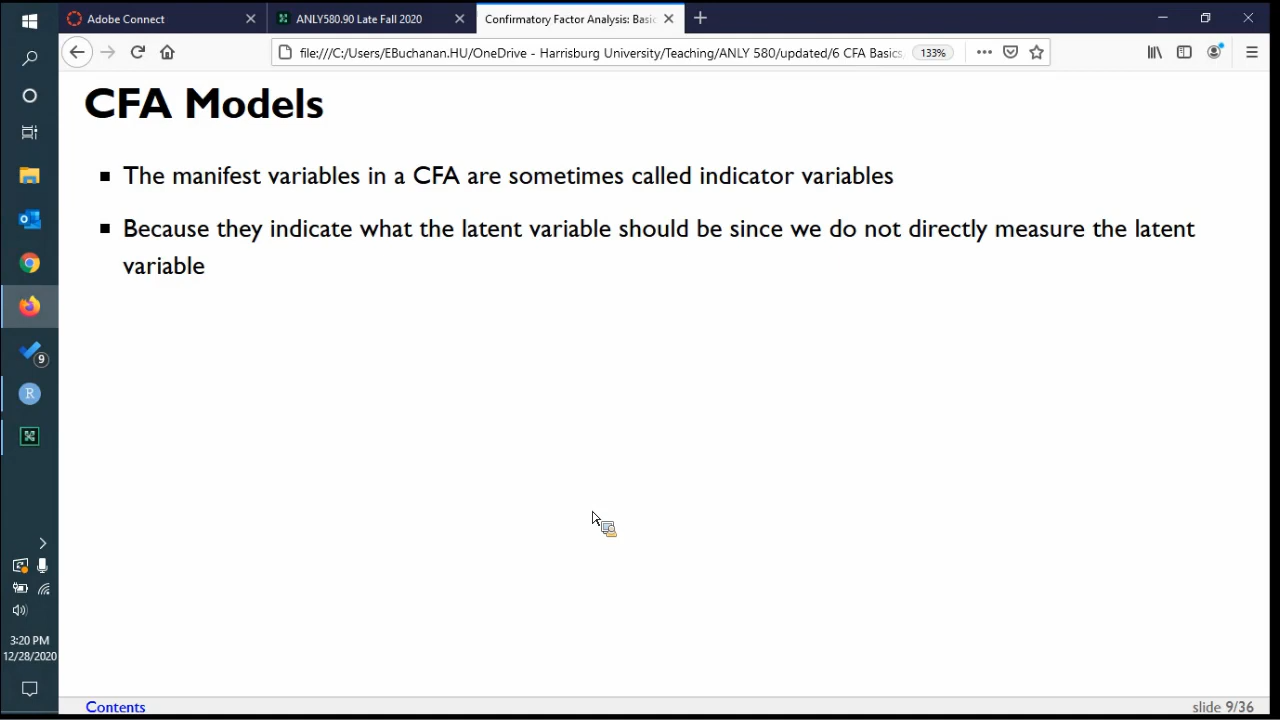 Adobe Connect
ANLY580.90 Late Fall 2020
Confirmatory Factor Analysis: Basic
file:///C:/Users/EBuchanan.HU/OneDrive - Harrisburg University/Teaching/ANLY 580/updated/6 CFA Basics,
133%
CFA Models
The manifest variables in a CFA are sometimes called indicator variables
Because they indicate what the latent variable should be since we do not directly measure the latent
variable
9
R
3:20 PM
12/28/2020
Contents
slide 9/36